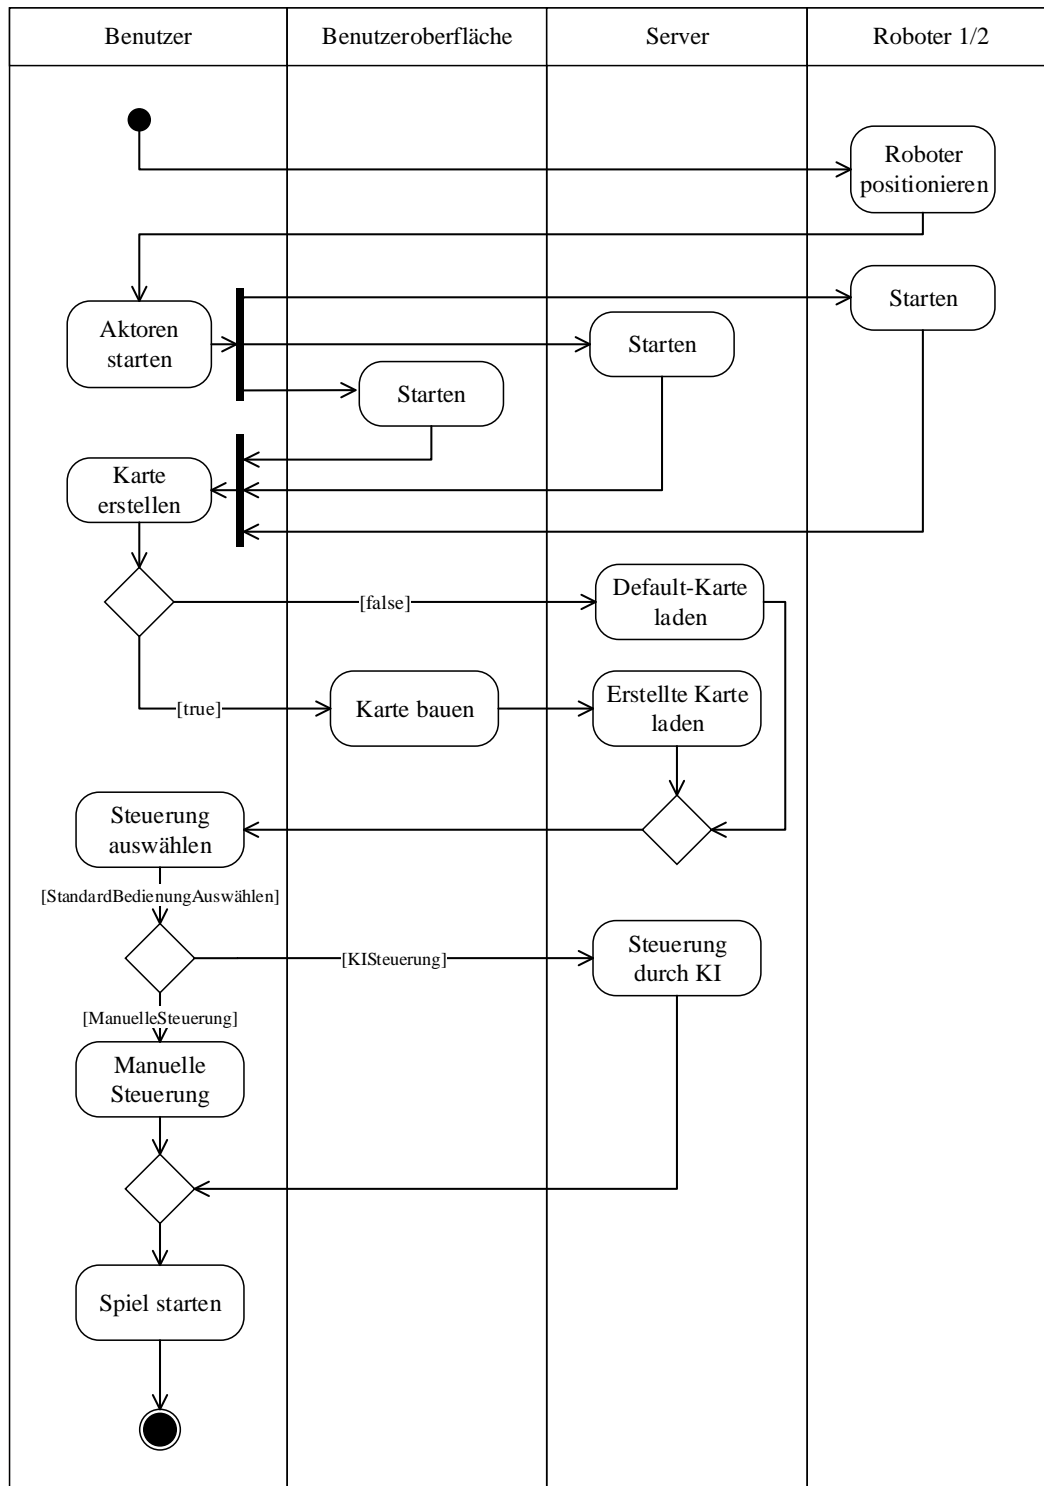 Benutzer
Benutzeroberfläche
Server
Roboter 1/2
Roboter
positionieren
Aktoren
starten
Starten
Starten
Starten
Karte
erstellen
[false]
Default-Karte
laden
[true]
Karte bauen
Erstellte Karte
laden
Steuerung
auswählen
[StandardBedienungAuswählen]
[KISteuerung]
Steuerung
durch KI
[ManuelleSteuerung]
Manuelle
Steuerung
Spiel starten